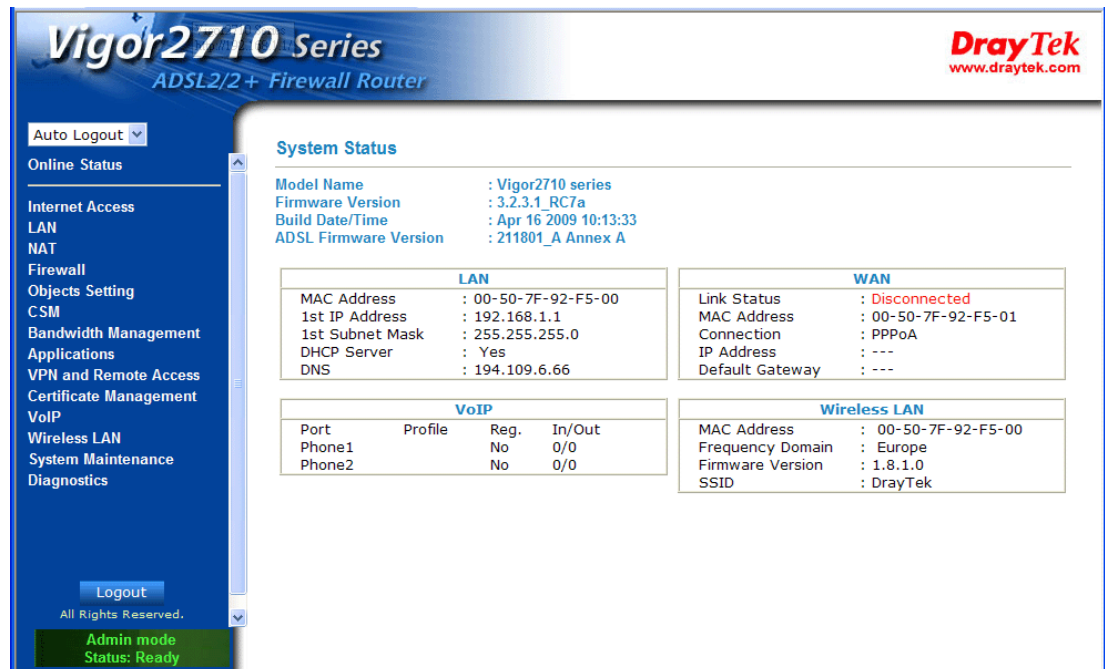 Vigor2710 Series
ADSL2/2+ Firewall Router
DrayTek
www.draytek.com
Auto Logout
Online Status
Internet Access
LAN
NAT
Firewall
Objects Setting
CSM
Bandwidth Management
Applications
VPN and Remote Access
Certificate Management
VoIP
Wireless LAN
System Maintenance
Diagnostics
Logout
All Rights Reserved.
Admin mode
Status: Ready
System Status
Model Name : Vigor2710 series
Firmware Version : 3.2.3.1_RC7a
Build Date/Time : Apr 16 2009 10:13:33
ADSL Firmware Version : 211801_A Annex A
LAN
MAC Address : 00-50-7F-92-F5-00
1st IP Address : 192.168.1.1
1st Subnet Mask : 255.255.255.0
DHCP Server : Yes
DNS : 194.109.6.66
WAN
Link Status : Disconnected
MAC Address : 00-50-7F-92-F5-01
Connection : PPPoA
IP Address : ---
Default Gateway : ---
VoIP
Port Profile Reg. In/Out
Phone1 No 0/0
Phone2 No 0/0
Wireless LAN
MAC Address : 00-50-7F-92-F5-00
Frequency Domain : Europe
Firmware Version : 1.8.1.0
SSID : DrayTek